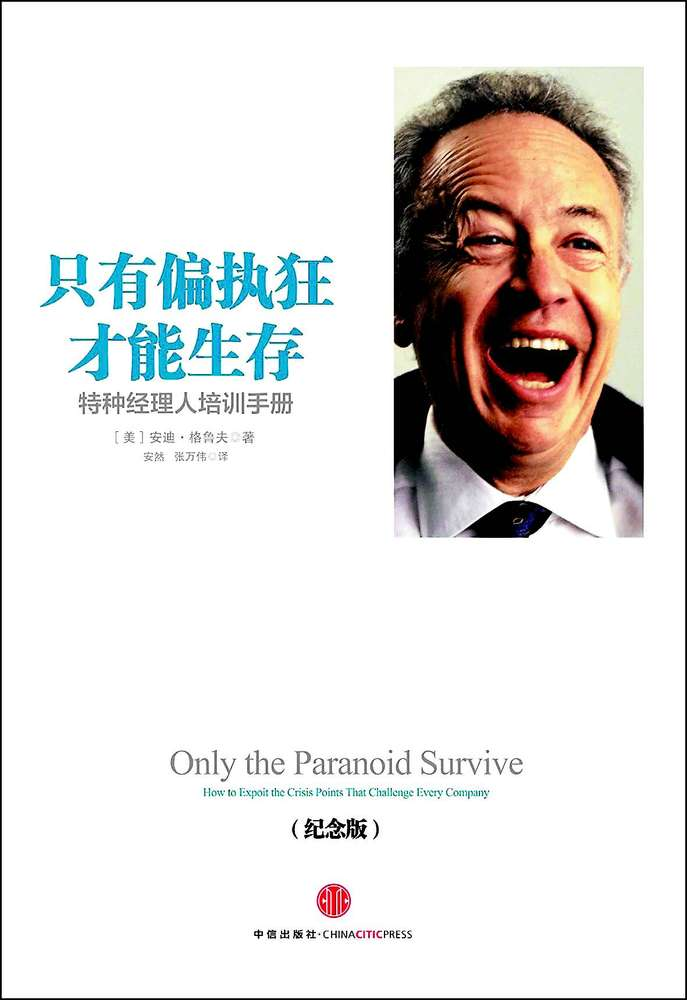 只有偏执狂
才能生存
特种经理人培训手册
[美] 安迪·格鲁夫◎著
安然 张万伟◎译
Only the Paranoid Survive
How to Expoit the Crisis Points That Challenge Every Company
(纪念版)
中信出版社·CHINACITICPRESS